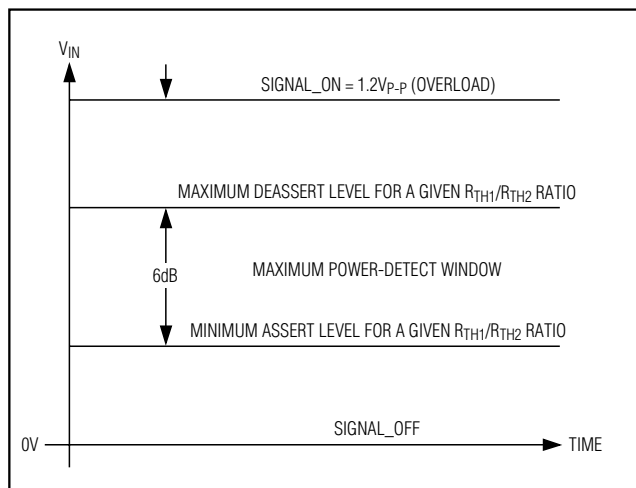 VIN
SIGNAL_ON = 1.2VP-P (OVERLOAD)
MAXIMUM DEASSERT LEVEL FOR A GIVEN RTH1/RTH2 RATIO
6dB
MAXIMUM POWER-DETECT WINDOW
MINIMUM ASSERT LEVEL FOR A GIVEN RTH1/RTH2 RATIO
SIGNAL_OFF
0V
TIME